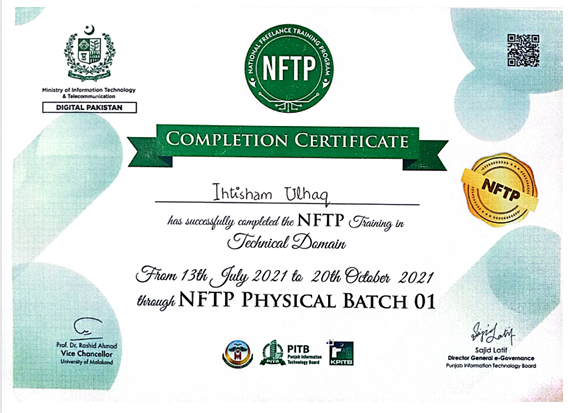 Ministry of Information Technology
& Telecommunication
DIGITAL PAKISTAN
NATIONAL FREELANCE TRAINING PROGRAM
NFTP
COMPLETION CERTIFICATE
Ihtisham Ulhaq
has successfully completed the NFTP Training in
Technical Domain
From 13th July 2021 to 20th October 2021
through NFTP PHYSICAL BATCH 01
NFTP
Prof. Dr. Rashid Ahmad
Vice Chancellor
University of Malakand
PITB
Punjab Information
Technology Board
KPITB
Sajid Latif
Sajid Latif
Director General e-Governance
Punjab Information Technology Board